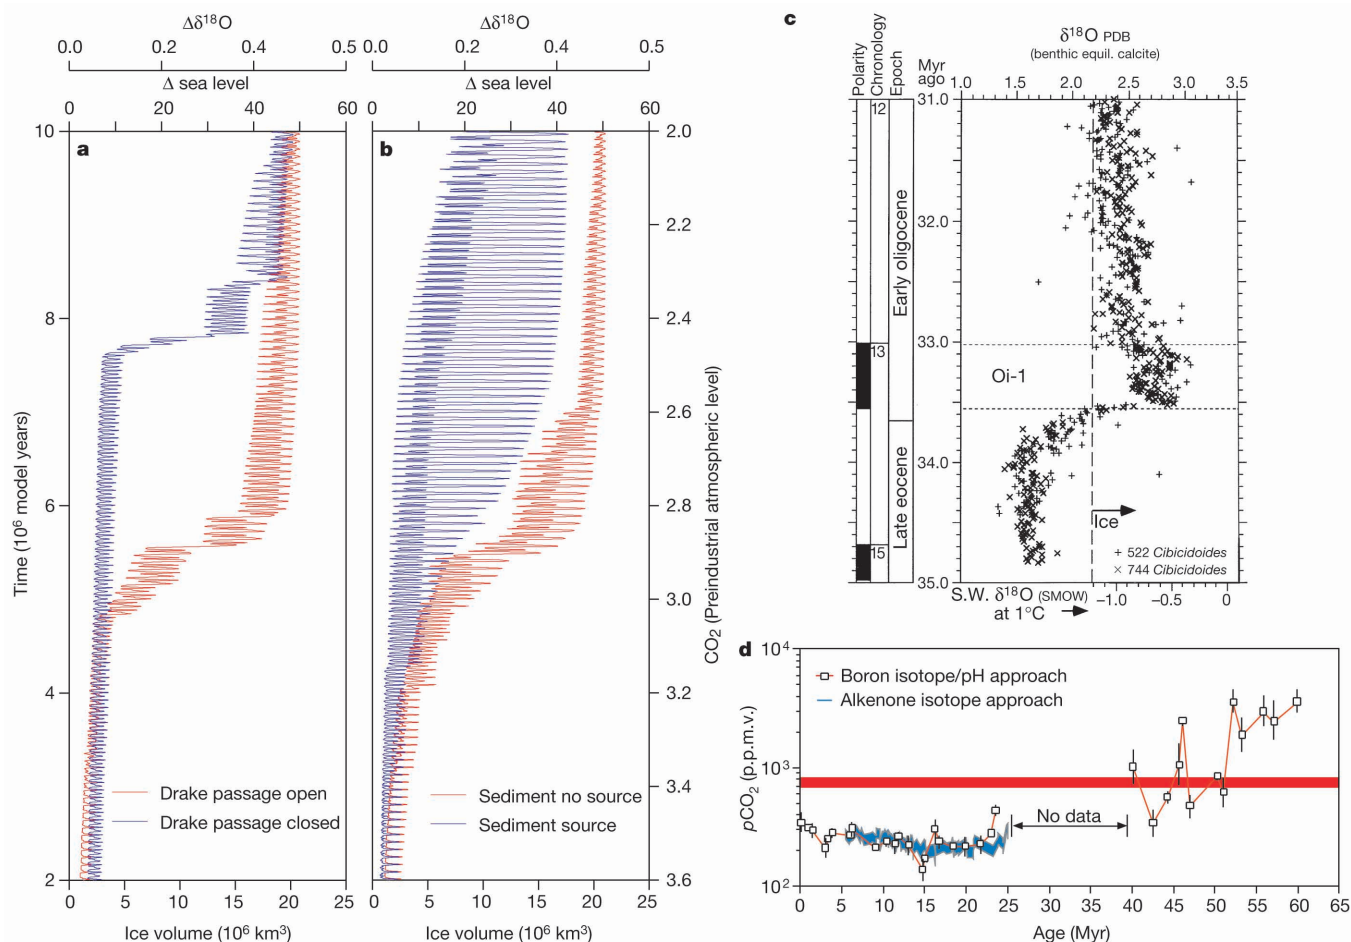 Δδ18O
0.0 0.2 0.4 0.5
Δ sea level
0 20 40 60
10
a
8
6
4
2
Time (10⁶ model years)
Drake passage open
Drake passage closed
0 5 10 15 20 25
Ice volume (10⁶ km³)
Δδ18O
0.0 0.2 0.4 0.5
Δ sea level
0 20 40 60
b
2.0
2.2
2.4
2.6
2.8
3.0
3.2
3.4
3.6
CO₂ (Preindustrial atmospheric level)
Sediment no source
Sediment source
0 5 10 15 20 25
Ice volume (10⁶ km³)
c
Polarity
Chronology
Epoch
Myr ago
δ18O PDB
(benthic equil. calcite)
1.0 1.5 2.0 2.5 3.0 3.5
31.0
32.0
33.0
34.0
35.0
12
13
15
Early oligocene
Late eocene
Oi-1
Ice
+ 522 Cibicidoides
× 744 Cibicidoides
S.W. δ18O (SMOW)
at 1°C
–1.0 –0.5 0
d
10⁴
10³
10²
pCO₂ (p.p.m.v.)
Boron isotope/pH approach
Alkenone isotope approach
No data
0 5 10 15 20 25 30 35 40 45 50 55 60 65
Age (Myr)